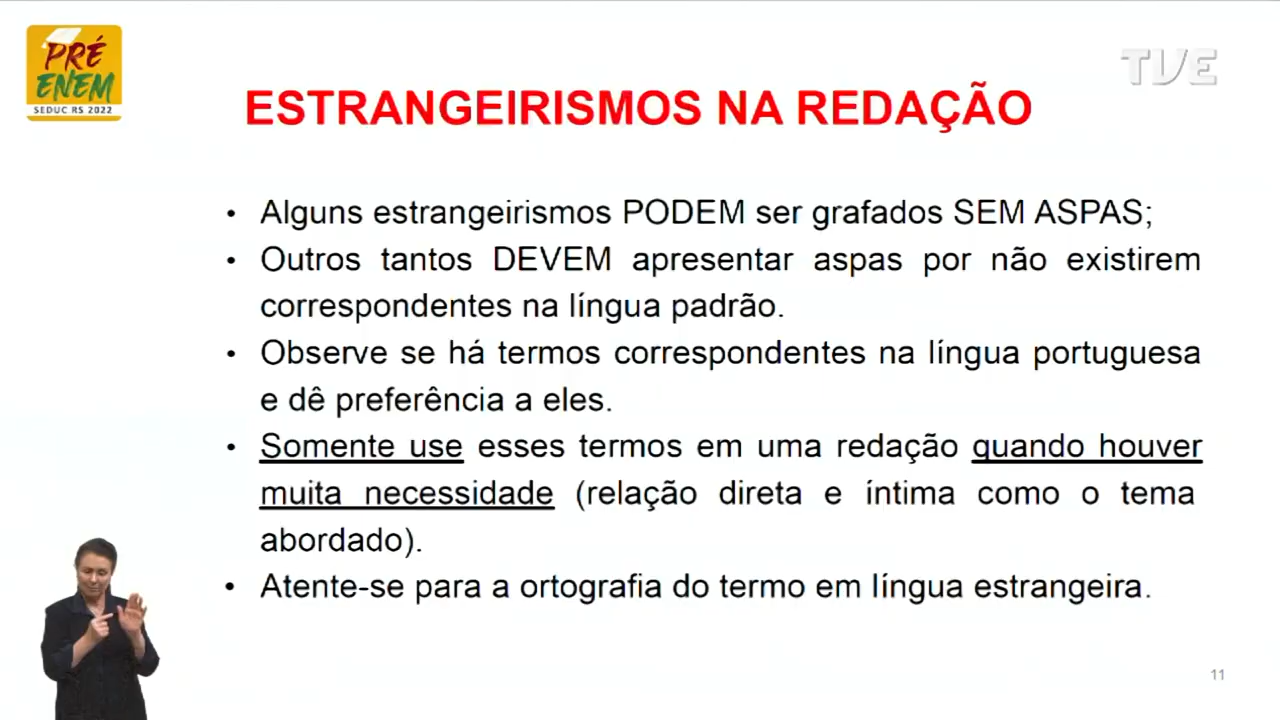 PRÉ
ENEM
SEDUC RS 2022
TVE
ESTRANGEIRISMOS NA REDAÇÃO
• Alguns estrangeirismos PODEM ser grafados SEM ASPAS;
• Outros tantos DEVEM apresentar aspas por não existirem
correspondentes na língua padrão.
• Observe se há termos correspondentes na língua portuguesa
e dê preferência a eles.
• Somente use esses termos em uma redação quando houver
muita necessidade (relação direta e íntima como o tema
abordado).
• Atente-se para a ortografia do termo em língua estrangeira.
11